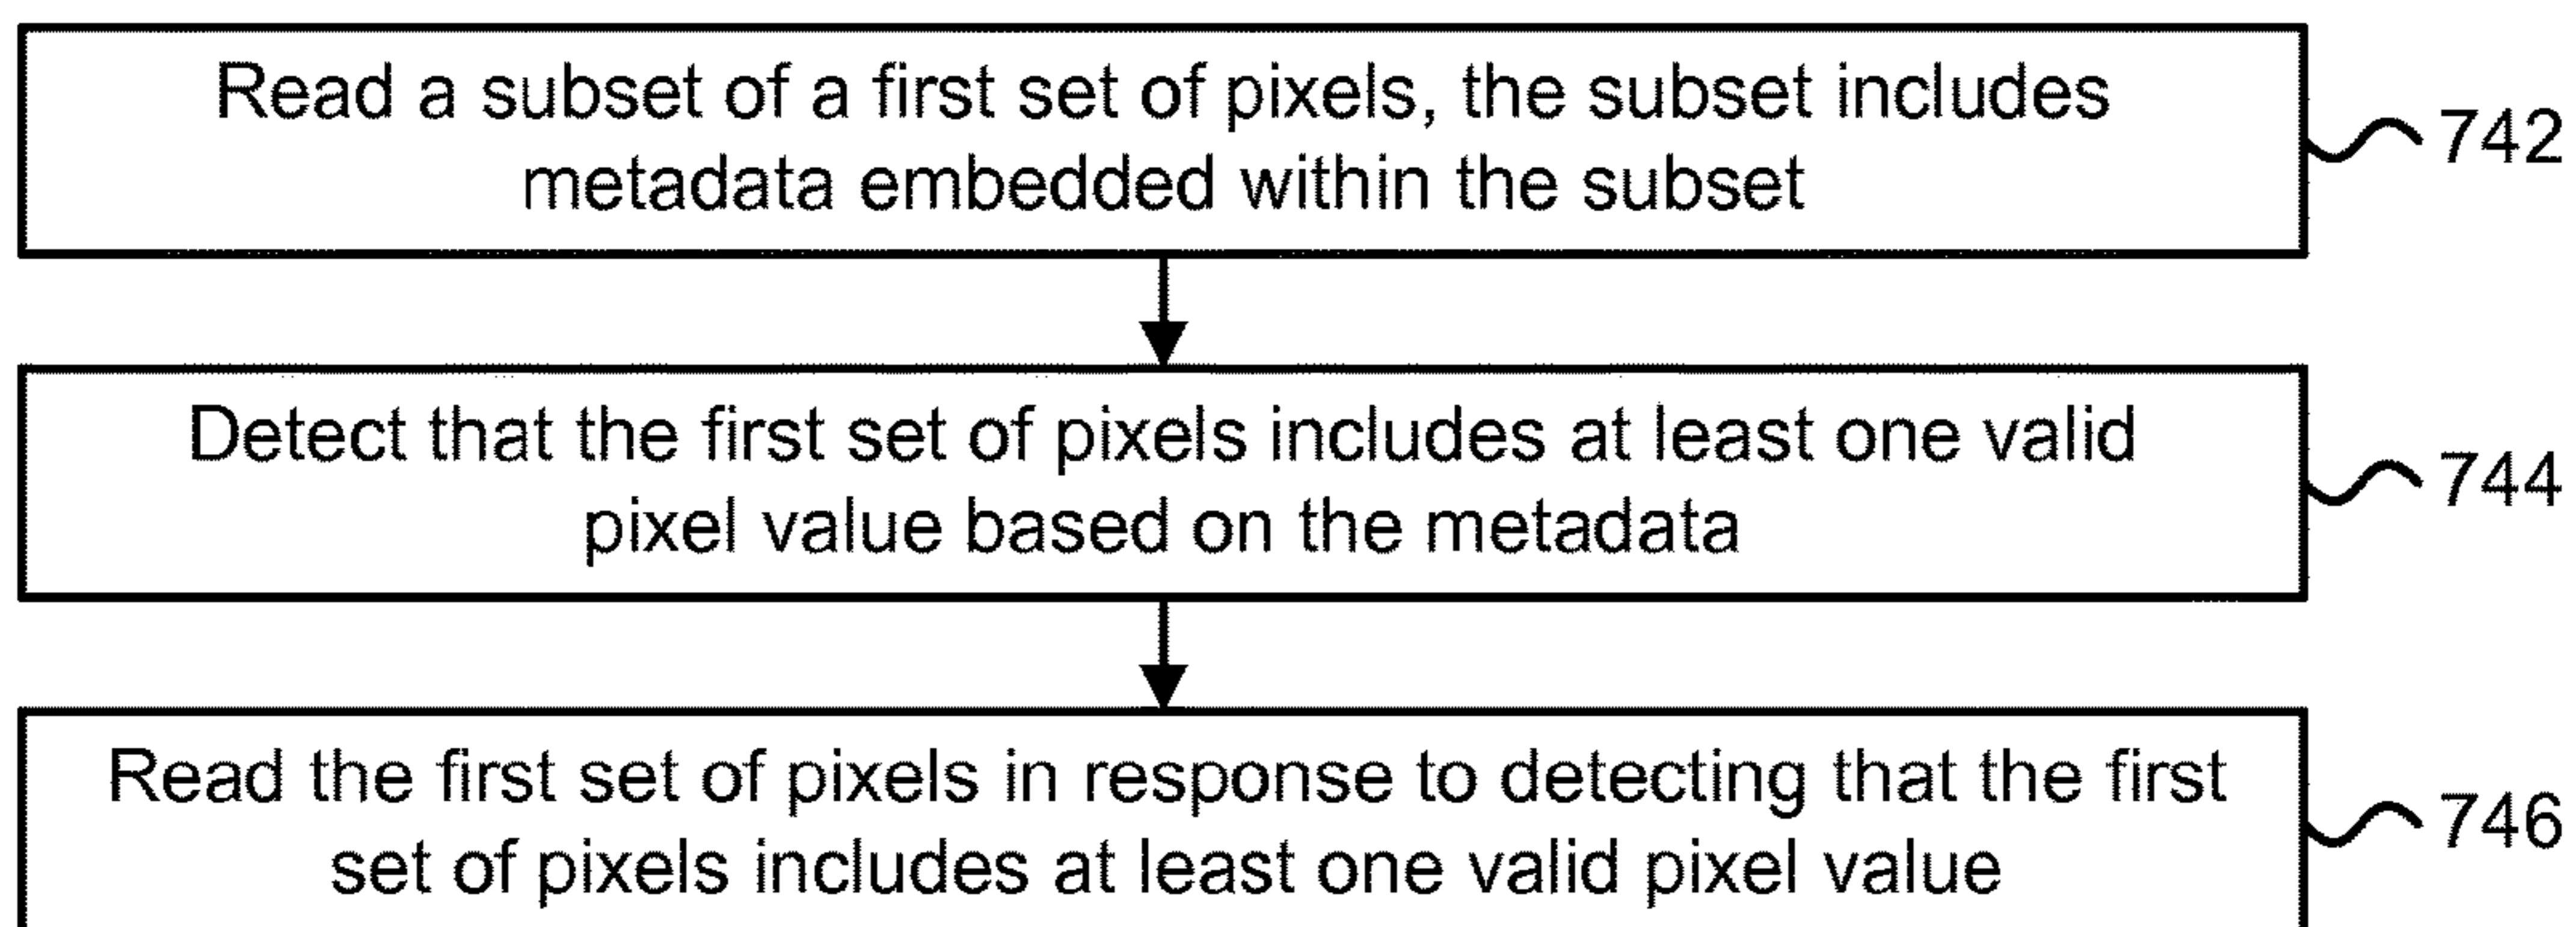 Read a subset of a first set of pixels, the subset includes
metadata embedded within the subset
742
Detect that the first set of pixels includes at least one valid
pixel value based on the metadata
744
Read the first set of pixels in response to detecting that the first
set of pixels includes at least one valid pixel value
746